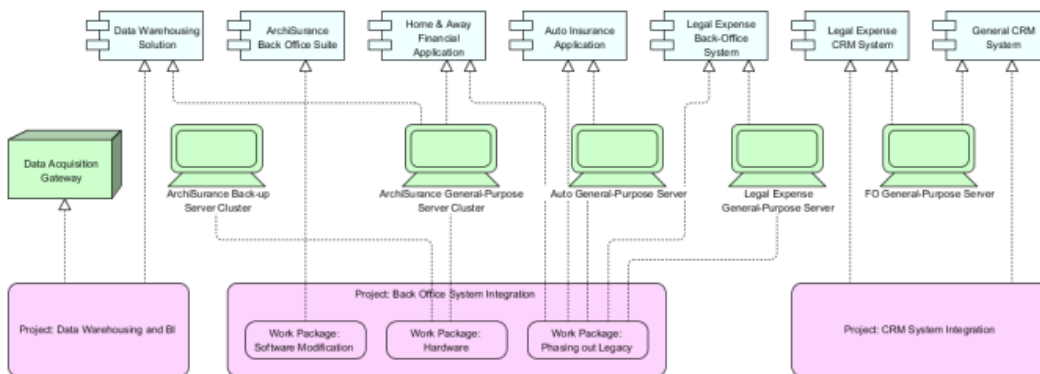 Data Warehousing
Solution
ArchiSurance
Back Office Suite
Home & Away
Financial
Application
Auto Insurance
Application
Legal Expense
Back-Office
System
Legal Expense
CRM System
General CRM
System
Data Acquisition
Gateway
ArchiSurance Back-up
Server Cluster
ArchiSurance General-Purpose
Server Cluster
Auto General-Purpose Server
Legal Expense
General-Purpose Server
FO General-Purpose Server
Project: Data Warehousing and BI
Project: Back Office System Integration
Work Package:
Software Modification
Work Package:
Hardware
Work Package:
Phasing out Legacy
Project: CRM System Integration